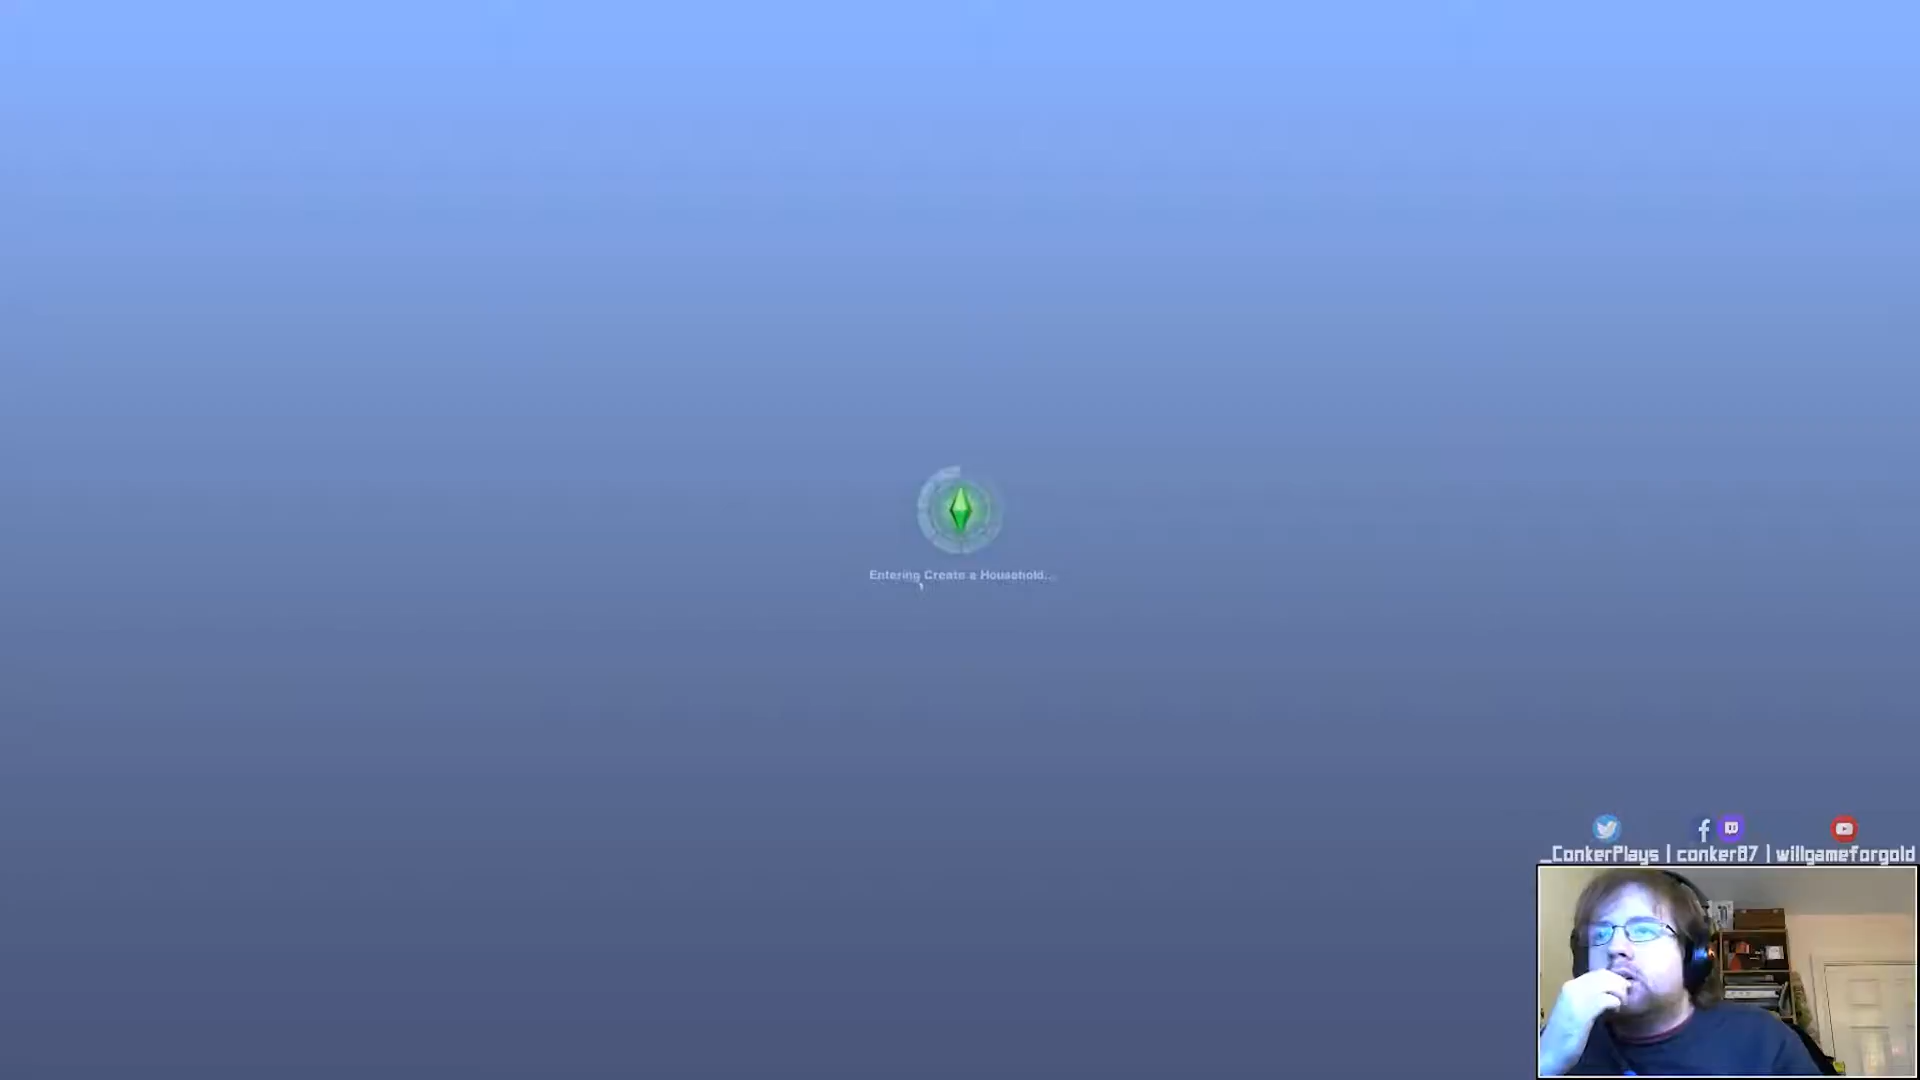 Entering Create a Household...
_ConkerPlays | conker87 | willgameforgold